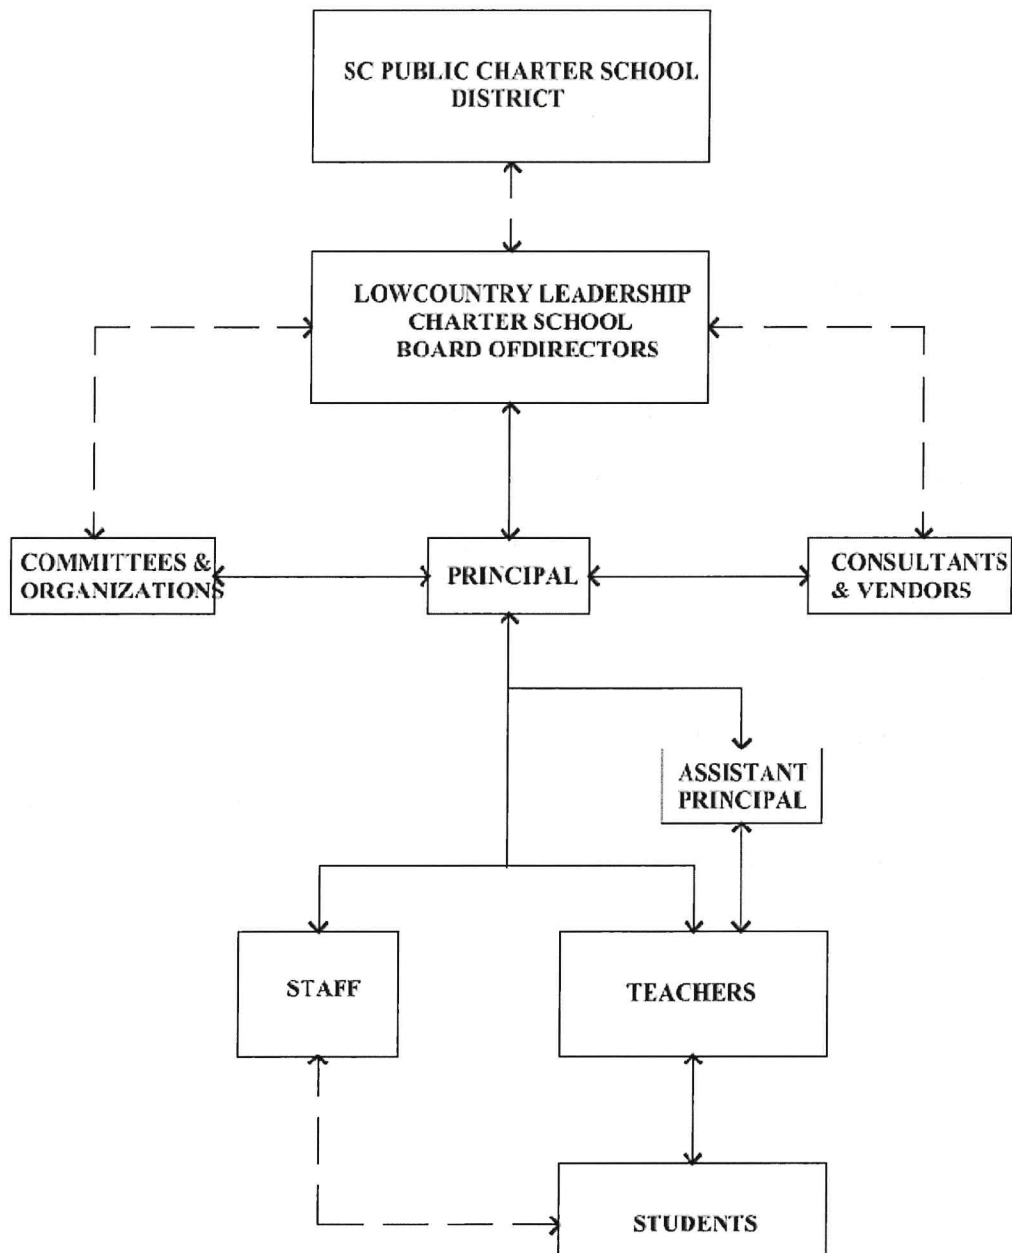 SC PUBLIC CHARTER SCHOOL
DISTRICT
LOWCOUNTRY LEADERSHIP
CHARTER SCHOOL
BOARD OFDIRECTORS
COMMITTEES &
ORGANIZATIONS
PRINCIPAL
CONSULTANTS
& VENDORS
ASSISTANT
PRINCIPAL
STAFF
TEACHERS
STUDENTS